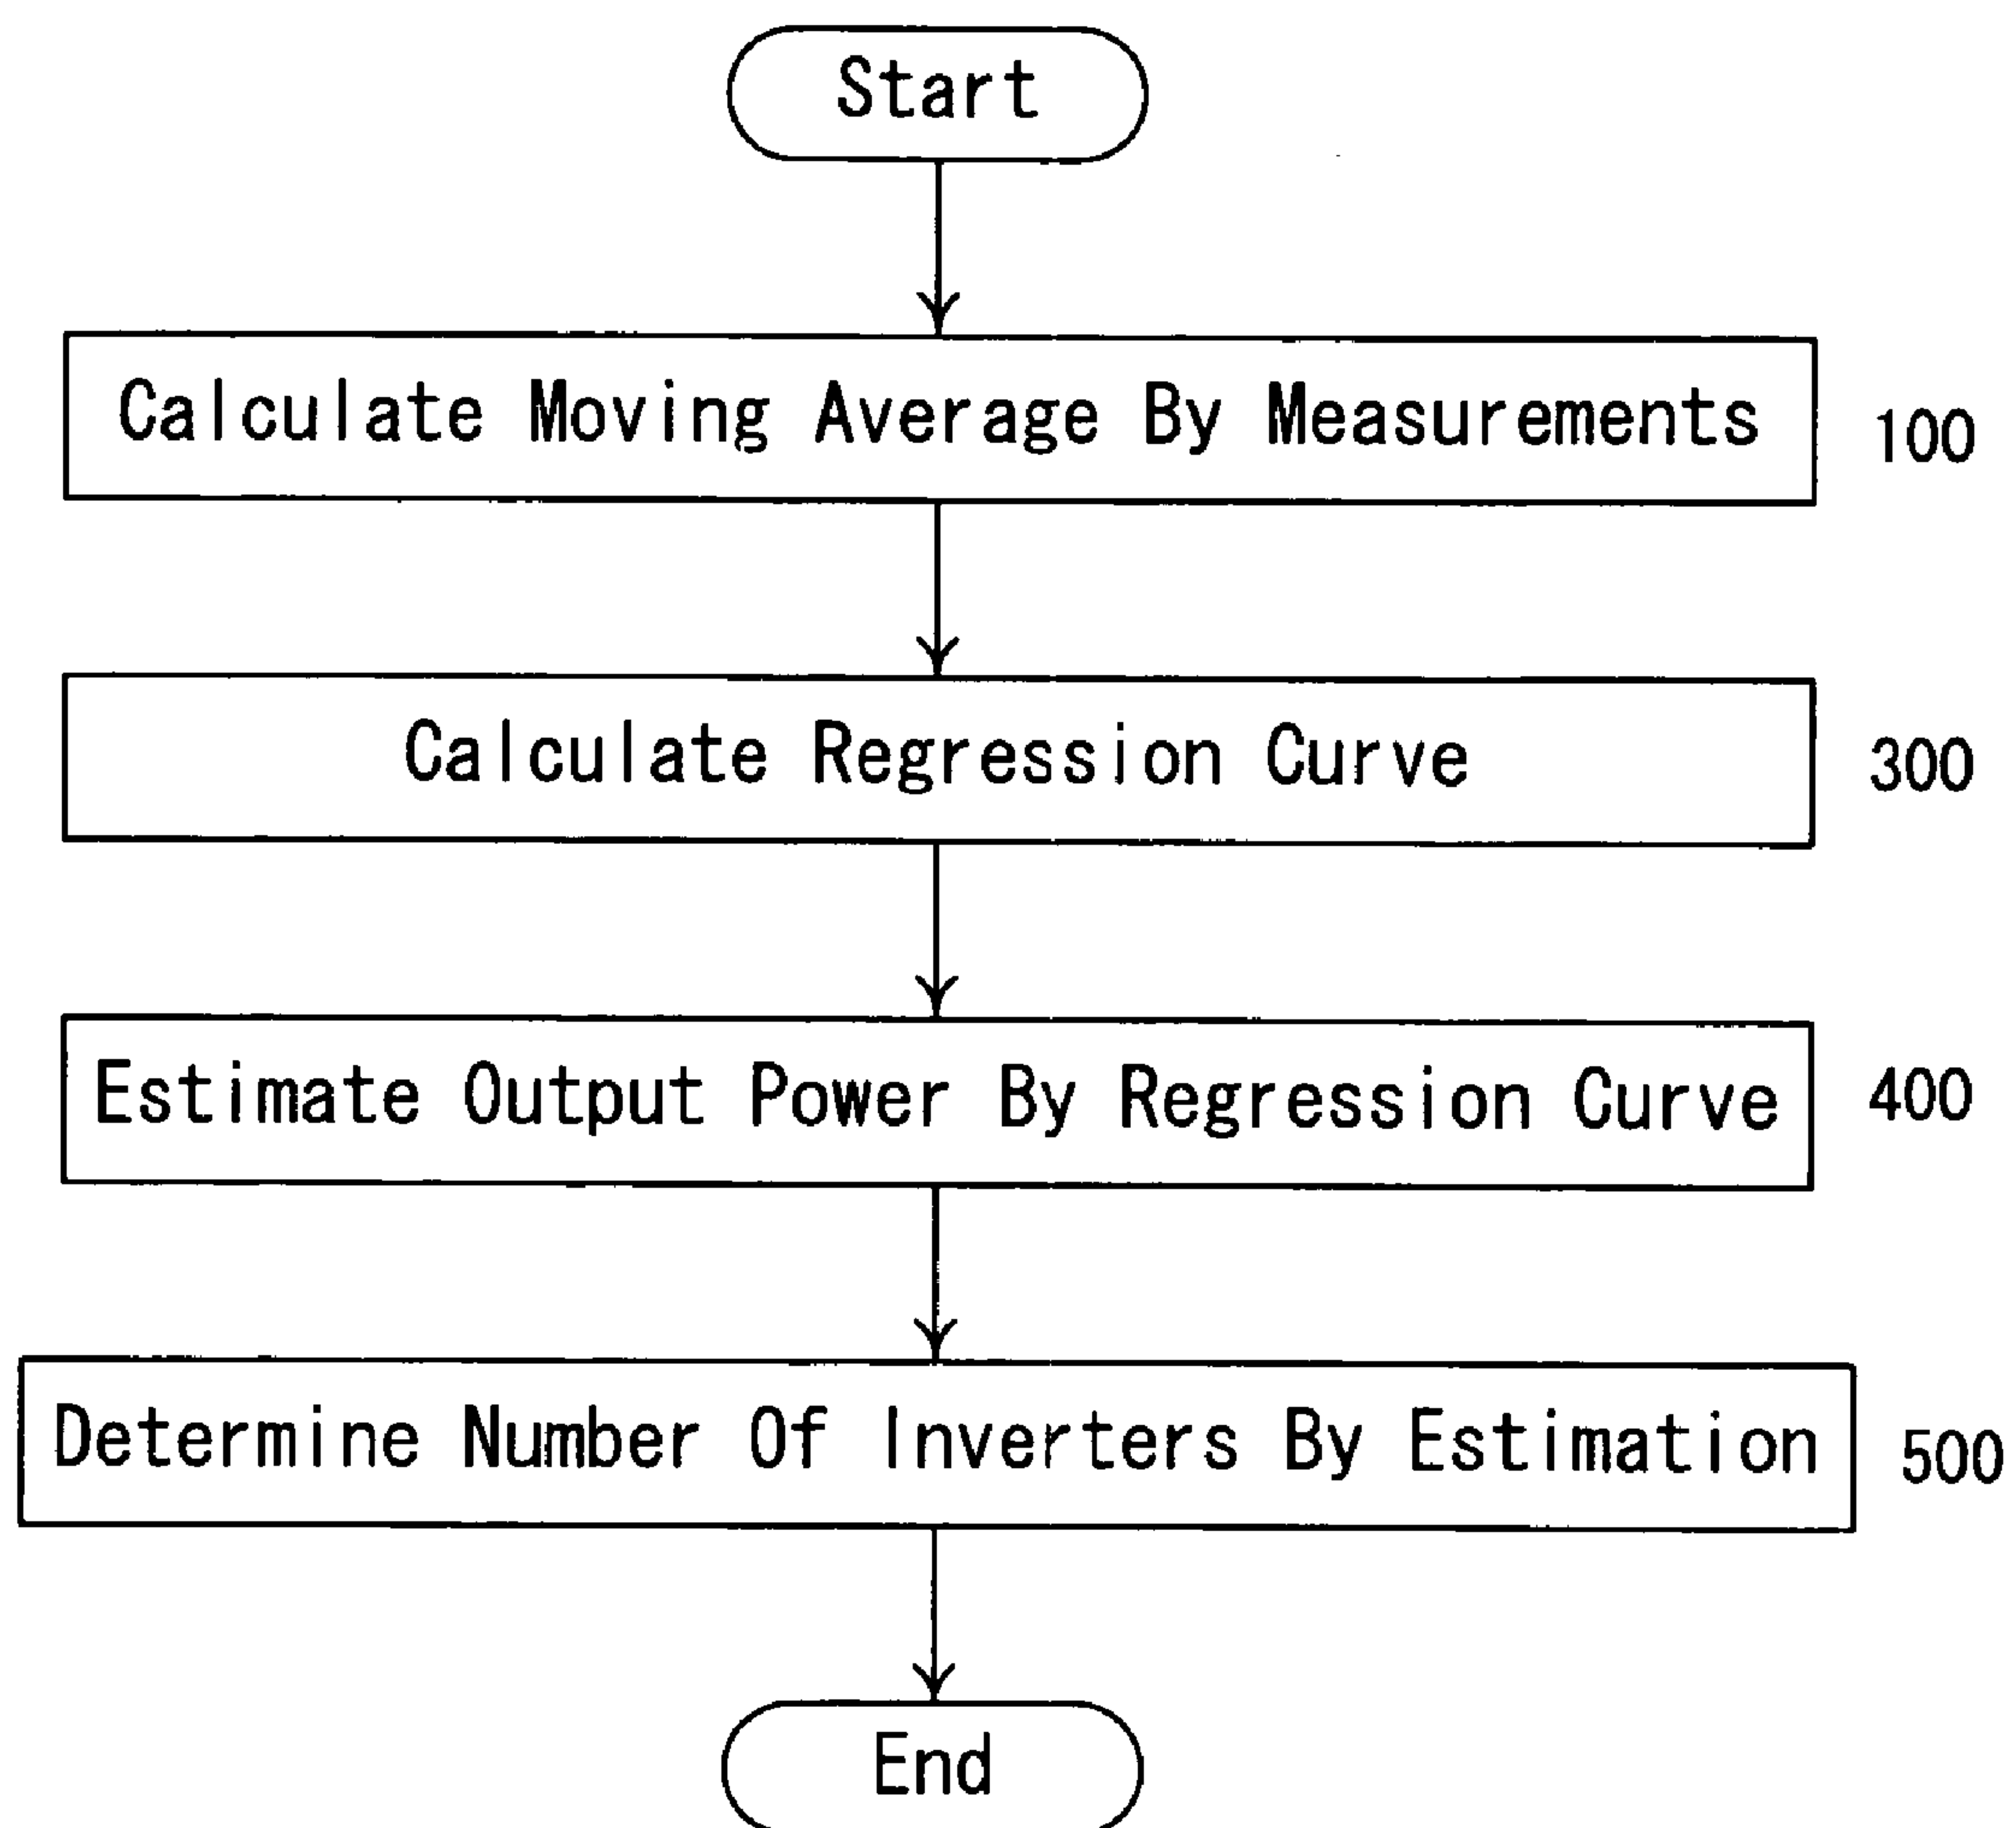 Start
Calculate Moving Average By Measurements 100
Calculate Regression Curve 300
Estimate Output Power By Regression Curve 400
Determine Number Of Inverters By Estimation 500
End